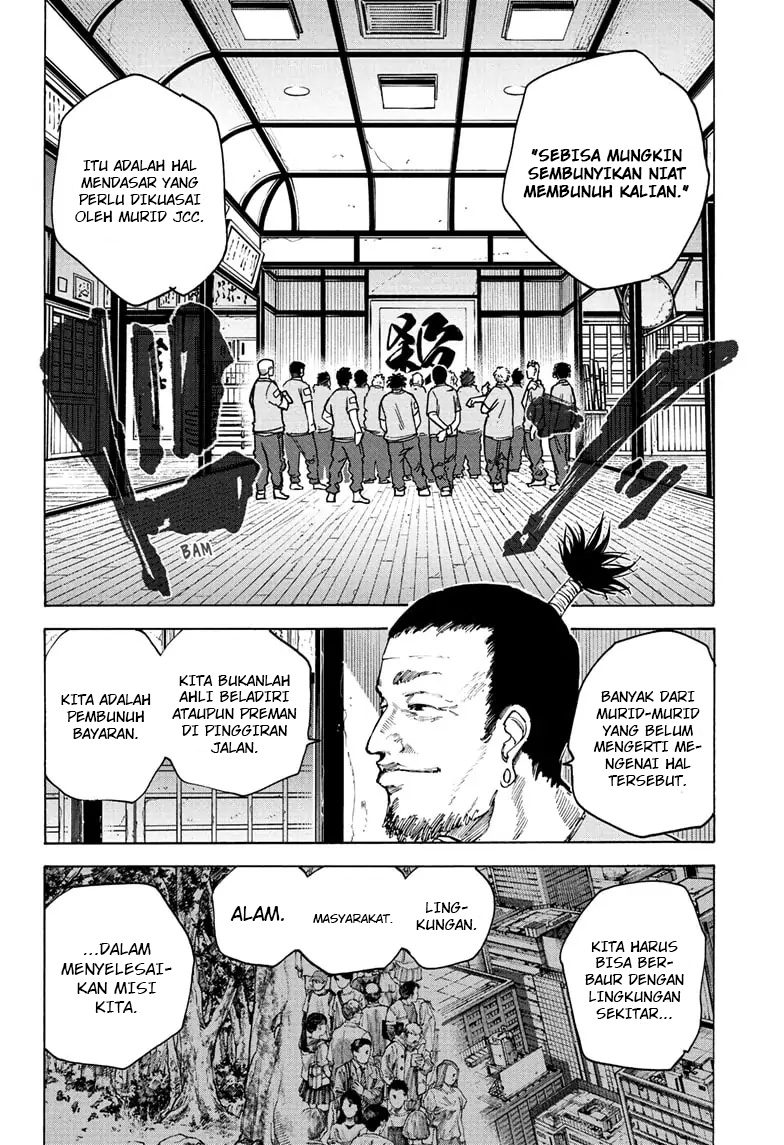 "SEBISA MUNGKIN
SEMBUNYIKAN NIAT
MEMBUNUH KALIAN."
ITU ADALAH HAL
MENDASAR YANG
PERLU DIKUASAI
OLEH MURID JCC.
BAM
BANYAK DARI
MURID-MURID
YANG BELUM
MENGERTI ME-
NGENAI HAL
TERSEBUT.
KITA BUKANLAH
AHLI BELADIRI
ATAUPUN PREMAN
DI PINGGIRAN
JALAN.
KITA ADALAH
PEMBUNUH
BAYARAN.
KITA HARUS
BISA BER-
BAUR DENGAN
LINGKUNGAN
SEKITAR...
LING-
KUNGAN.
MASYARAKAT.
ALAM.
...DALAM
MENYELESAI-
KAN MISI
KITA.